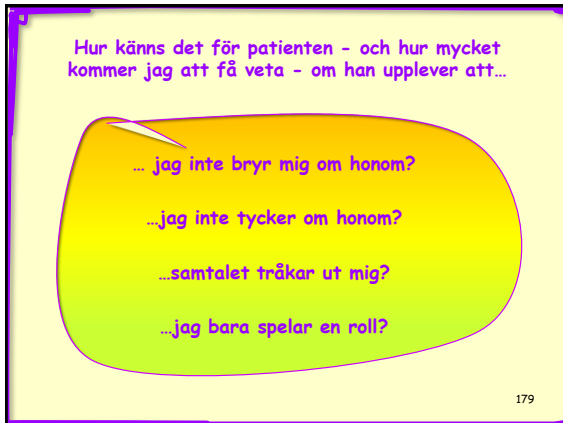 Hur känns det för patienten - och hur mycket
kommer jag att få veta - om han upplever att…
… jag inte bryr mig om honom?
…jag inte tycker om honom?
…samtalet tråkar ut mig?
…jag bara spelar en roll?
179